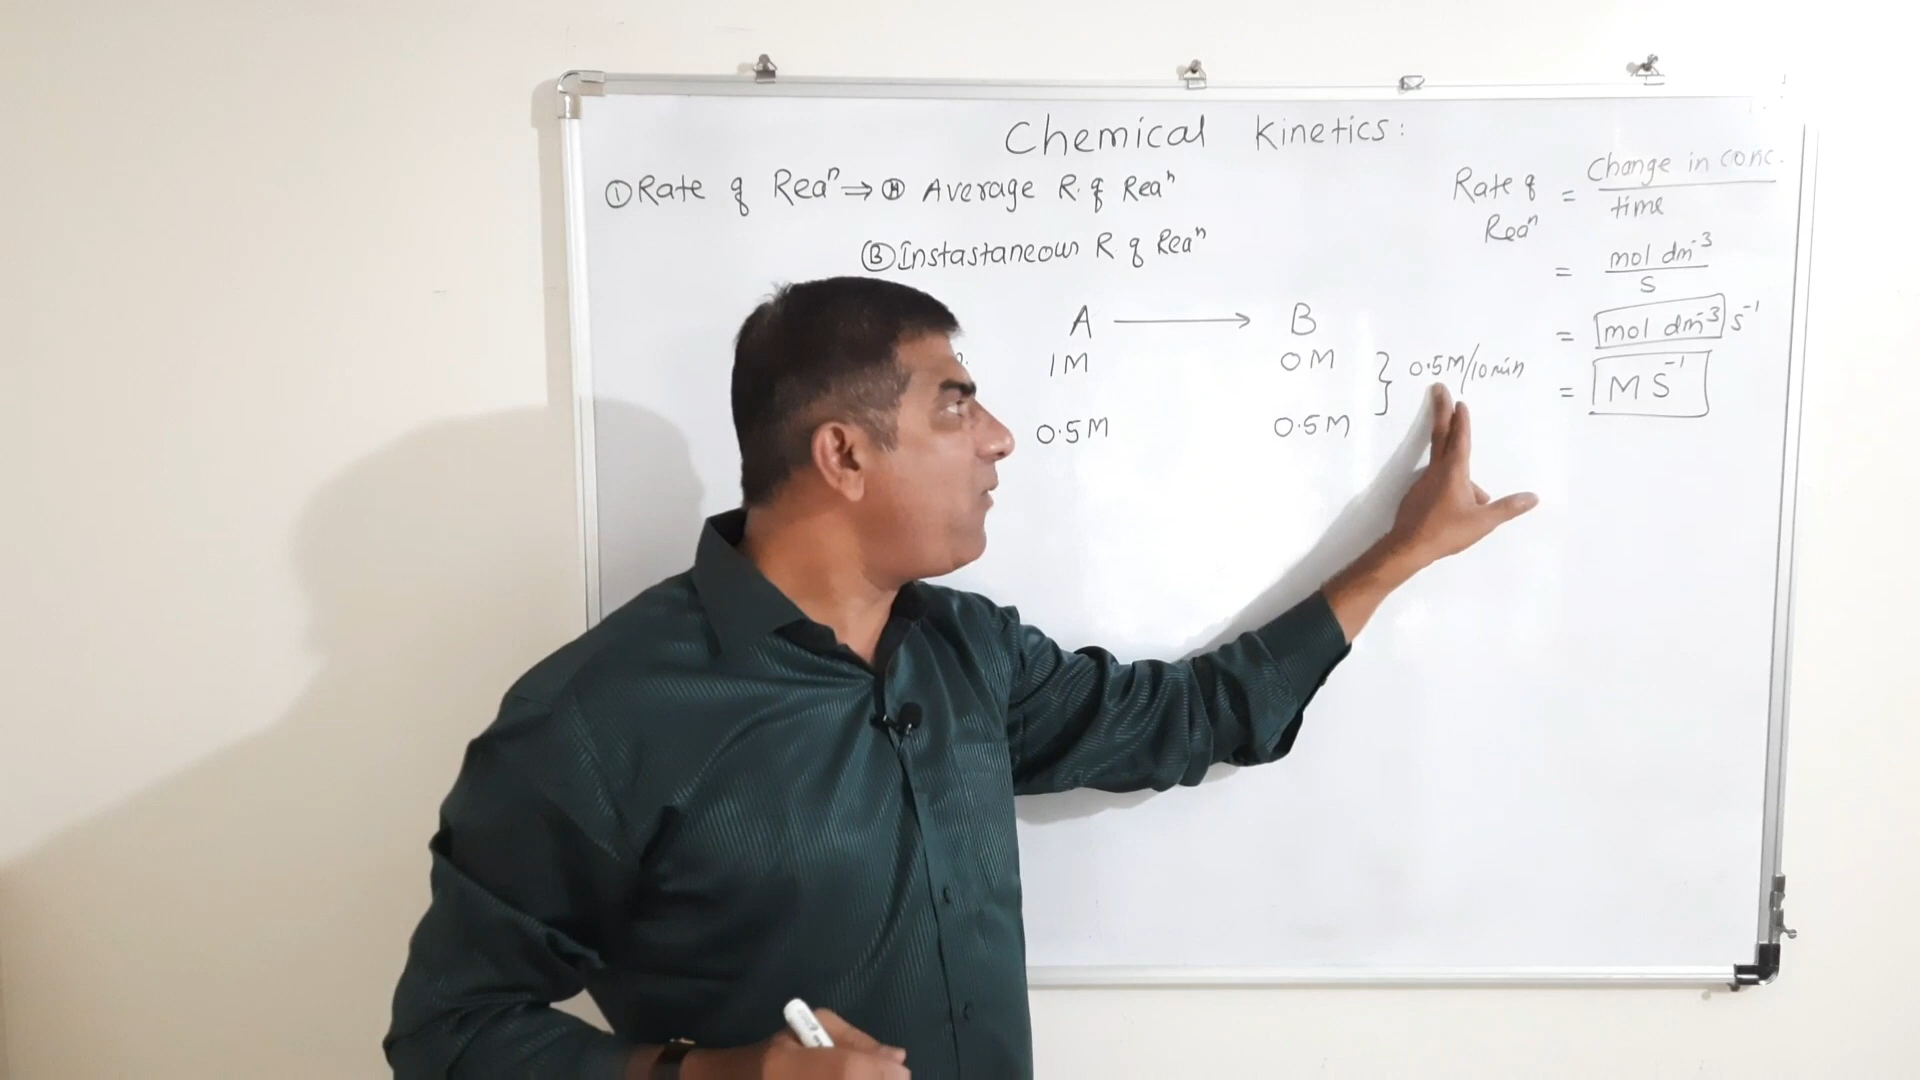 Chemical Kinetics:
① Rate of Reaⁿ ⇒ Ⓐ Average R. of Reaⁿ
Ⓑ Instastaneous R. of Reaⁿ
A ⟶ B
1M 0M } 0.5M/10min
0.5M 0.5M
Rate of Reaⁿ = Change in conc. / time
= mol dm⁻³ / S
= mol dm⁻³ s⁻¹
= M S⁻¹